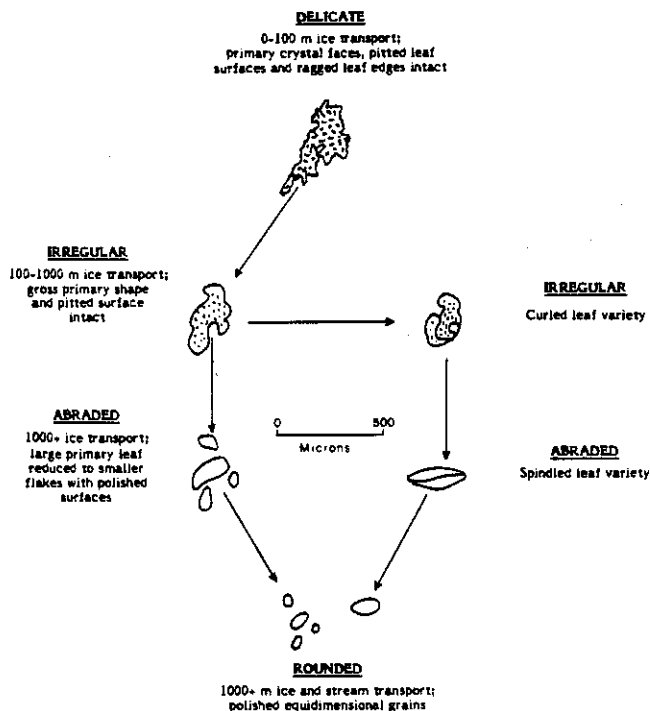 DELICATE
0-100 m ice transport;
primary crystal faces, pitted leaf
surfaces and ragged leaf edges intact
IRREGULAR
100-1000 m ice transport;
gross primary shape
and pitted surface
intact
IRREGULAR
Curled leaf variety
ABRADED
1000+ ice transport;
large primary leaf
reduced to smaller
flakes with polished
surfaces
0 500
Microns
ABRADED
Spindled leaf variety
ROUNDED
1000+ m ice and stream transport;
polished equidimensional grains